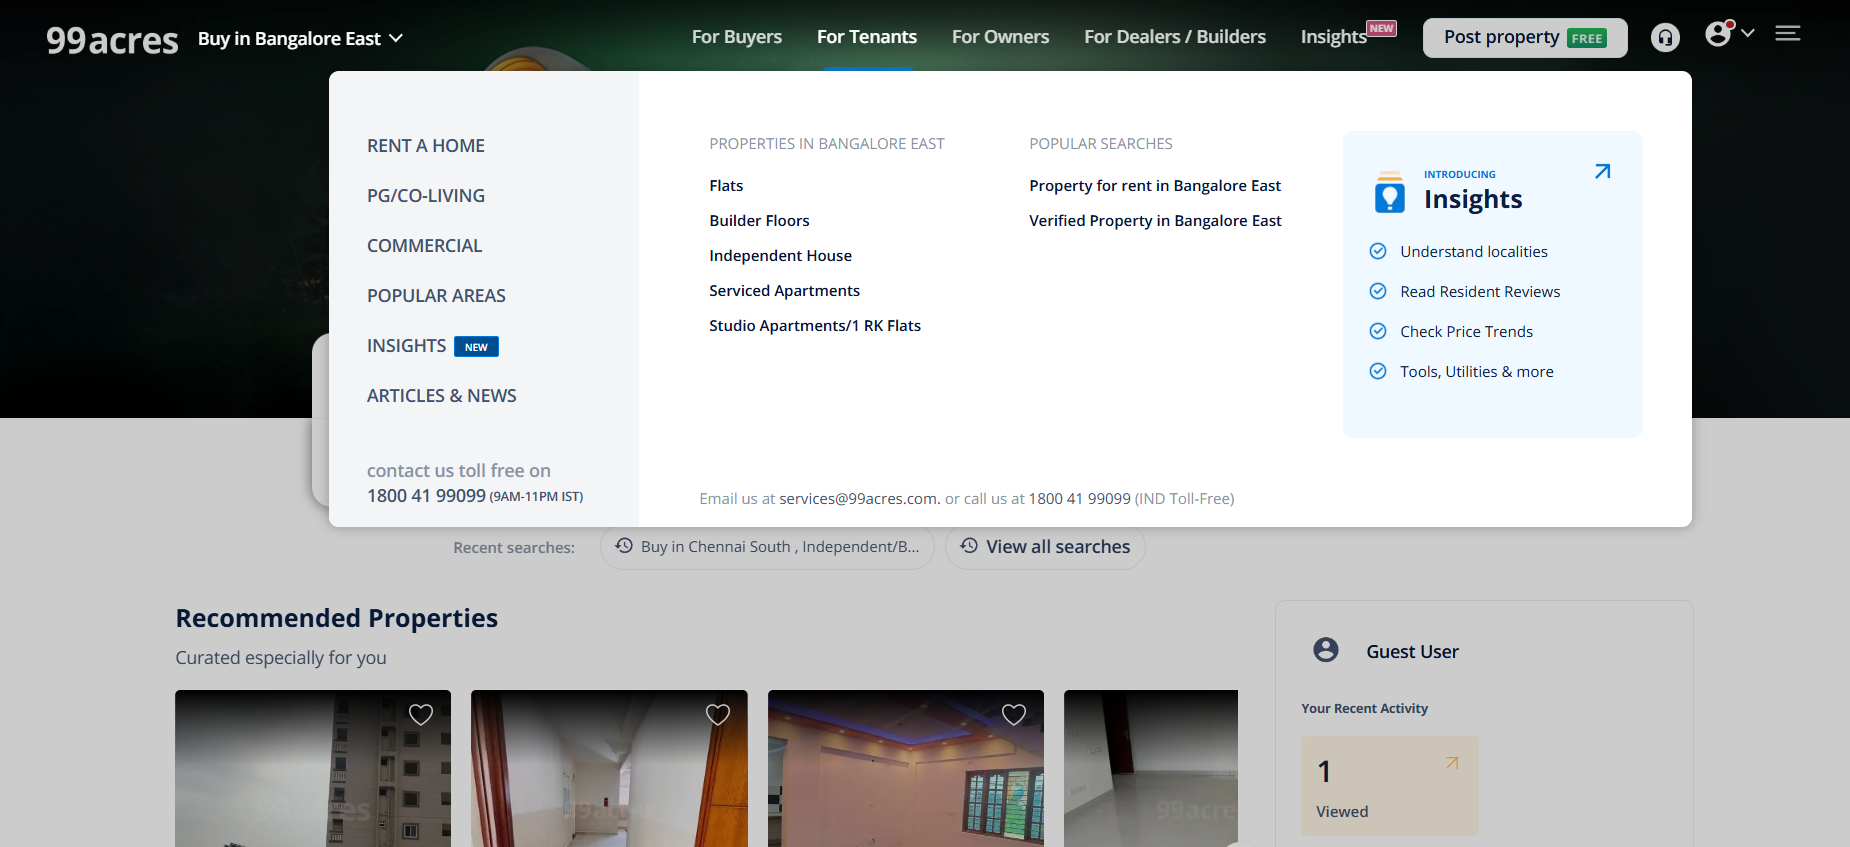 99acres
Buy in Bangalore East
For Buyers
For Tenants
For Owners
For Dealers / Builders
Insights NEW
Post property FREE
RENT A HOME
PG/CO-LIVING
COMMERCIAL
POPULAR AREAS
INSIGHTS NEW
ARTICLES & NEWS
contact us toll free on
1800 41 99099 (9AM-11PM IST)
PROPERTIES IN BANGALORE EAST
Flats
Builder Floors
Independent House
Serviced Apartments
Studio Apartments/1 RK Flats
POPULAR SEARCHES
Property for rent in Bangalore East
Verified Property in Bangalore East
INTRODUCING
Insights
Understand localities
Read Resident Reviews
Check Price Trends
Tools, Utilities & more
Email us at services@99acres.com. or call us at 1800 41 99099 (IND Toll-Free)
Recent searches:
Buy in Chennai South , Independent/B...
View all searches
Recommended Properties
Curated especially for you
Guest User
Your Recent Activity
1
Viewed